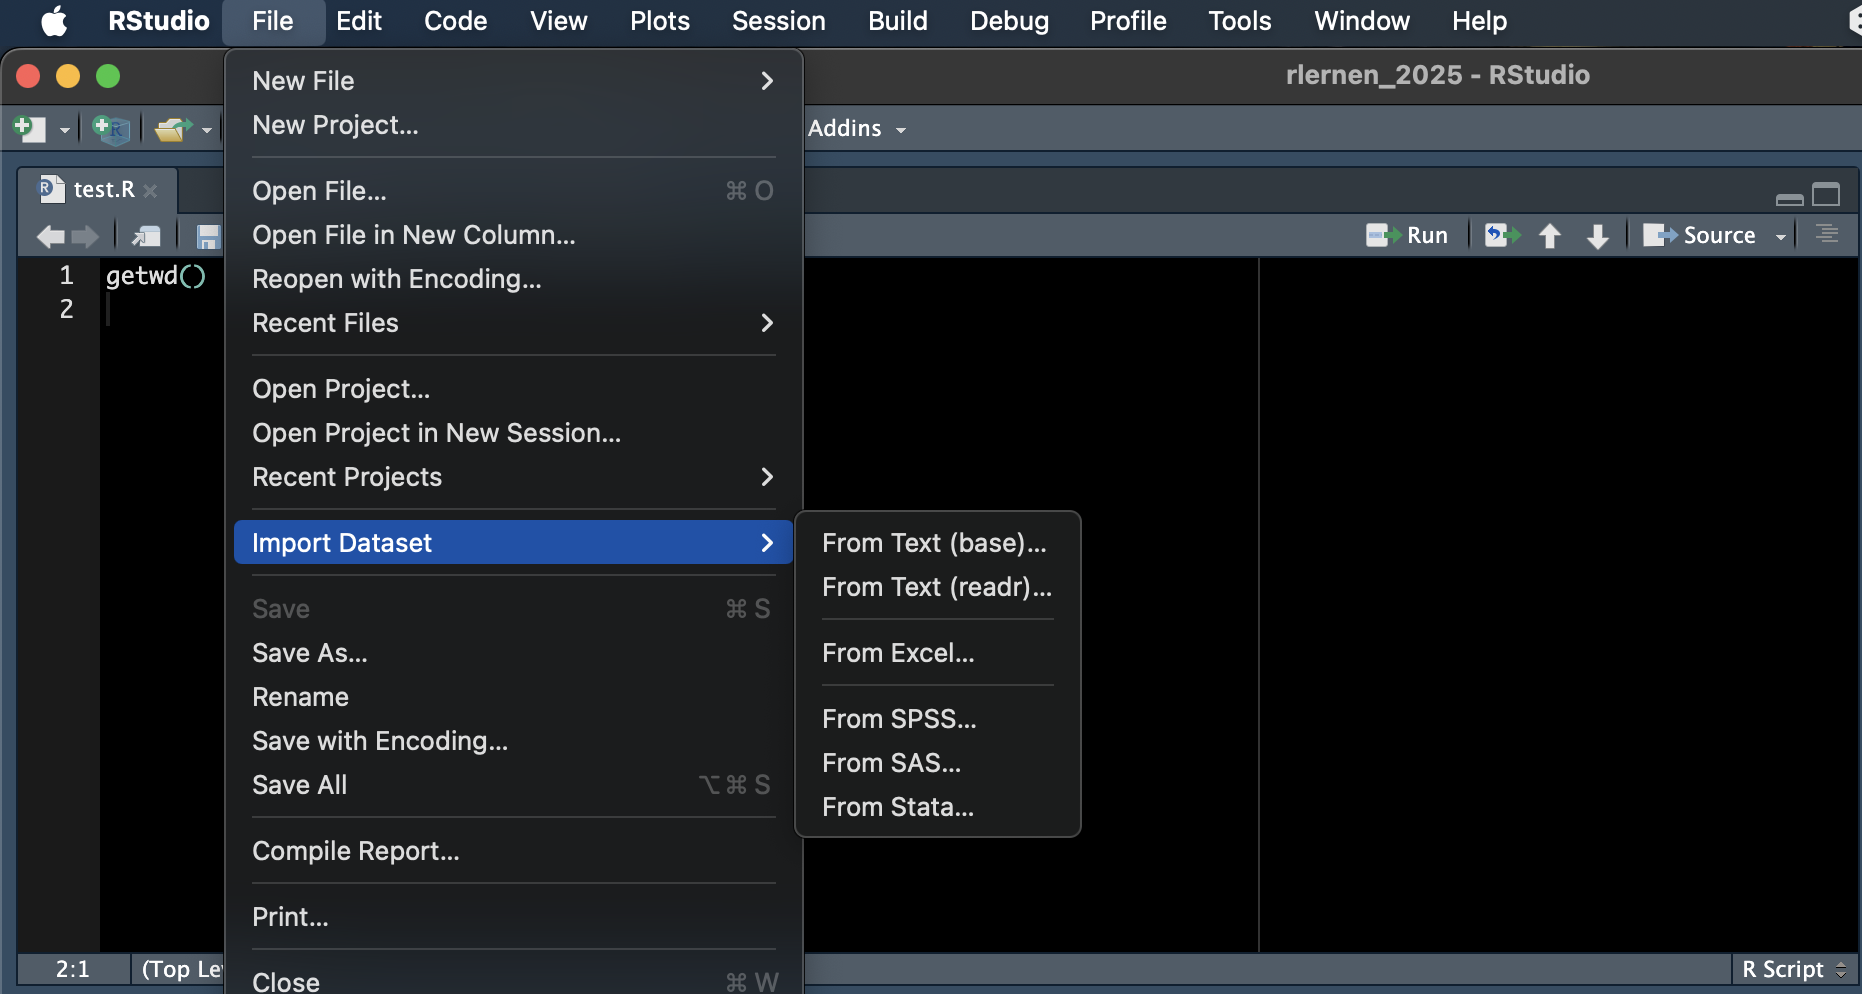 RStudio File Edit Code View Plots Session Build Debug Profile Tools Window Help
rlernen_2025 - RStudio
Addins
test.R
Run Source
1 getwd()
2
New File
New Project...
Open File... ⌘ O
Open File in New Column...
Reopen with Encoding...
Recent Files
Open Project...
Open Project in New Session...
Recent Projects
Import Dataset
Save ⌘ S
Save As...
Rename
Save with Encoding...
Save All ⌥ ⌘ S
Compile Report...
Print...
Close ⌘ W
From Text (base)...
From Text (readr)...
From Excel...
From SPSS...
From SAS...
From Stata...
2:1 (Top Le R Script